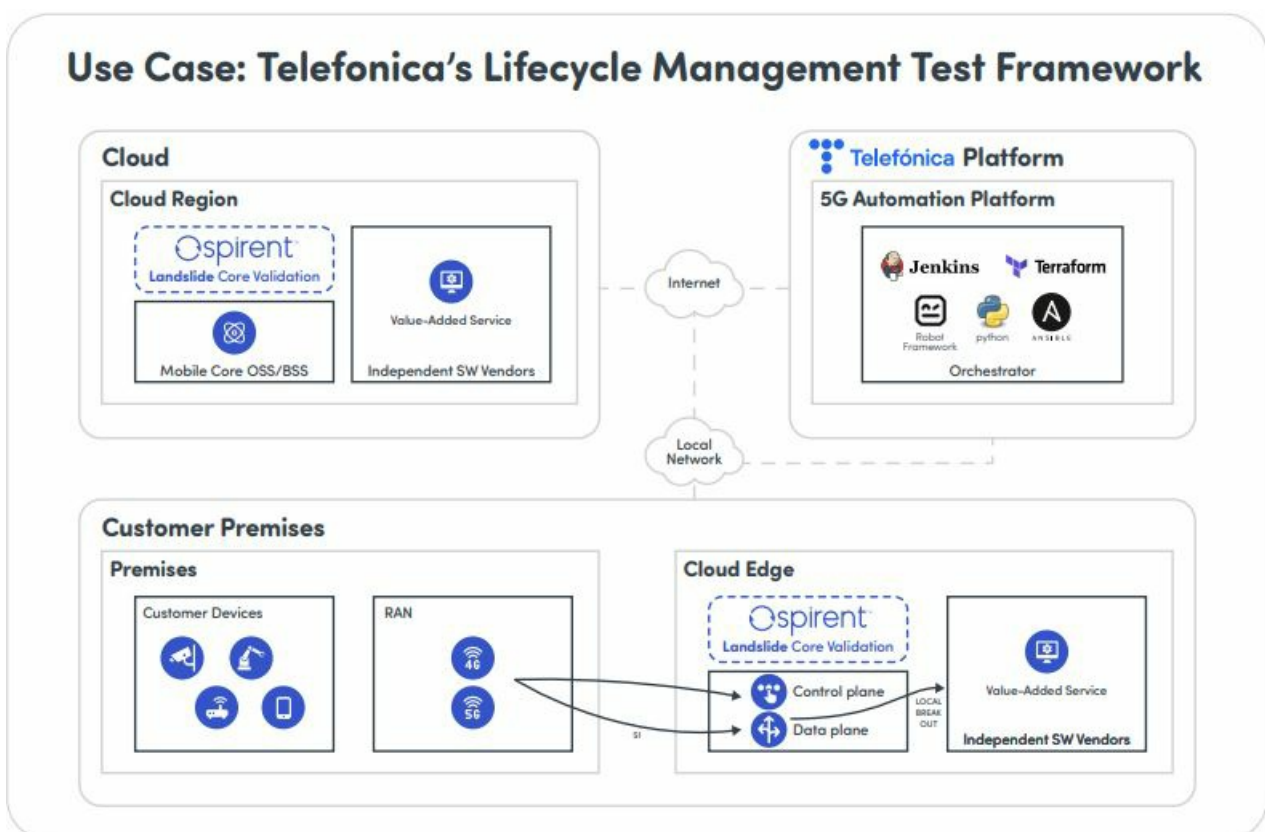 Use Case: Telefonica's Lifecycle Management Test Framework
Cloud
Cloud Region
spirent™
Landslide Core Validation
Mobile Core OSS/BSS
Value-Added Service
Independent SW Vendors
Internet
Telefónica Platform
5G Automation Platform
Jenkins
Terraform
Robot
Framework
python
ANSIBLE
Orchestrator
Local
Network
Customer Premises
Premises
Customer Devices
RAN
4G
5G
S1
Cloud Edge
spirent™
Landslide Core Validation
Control plane
Data plane
LOCAL
BREAK
OUT
Value-Added Service
Independent SW Vendors